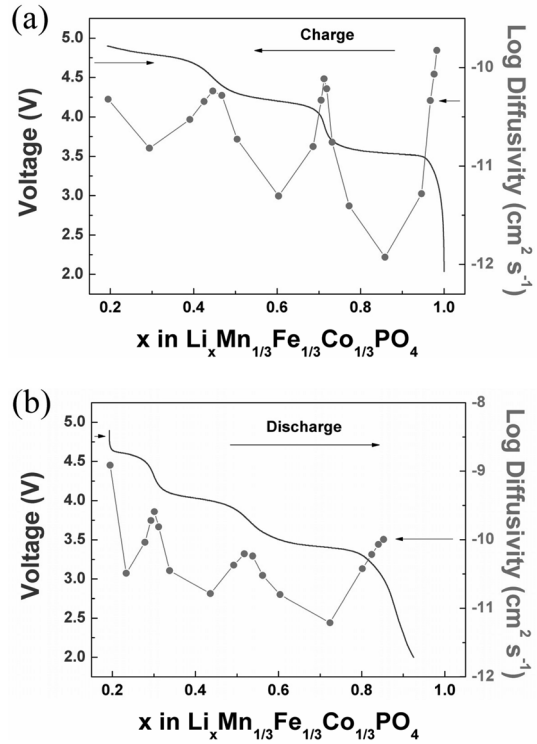 (a)
Charge
5.0
4.5
4.0
3.5
3.0
2.5
2.0
Voltage (V)
-10
-11
-12
Log Diffusivity (cm² s⁻¹)
0.2 0.4 0.6 0.8 1.0
x in LiₓMn₁/₃Fe₁/₃Co₁/₃PO₄
(b)
Discharge
5.0
4.5
4.0
3.5
3.0
2.5
2.0
Voltage (V)
-8
-9
-10
-11
-12
Log Diffusivity (cm² s⁻¹)
0.2 0.4 0.6 0.8 1.0
x in LiₓMn₁/₃Fe₁/₃Co₁/₃PO₄